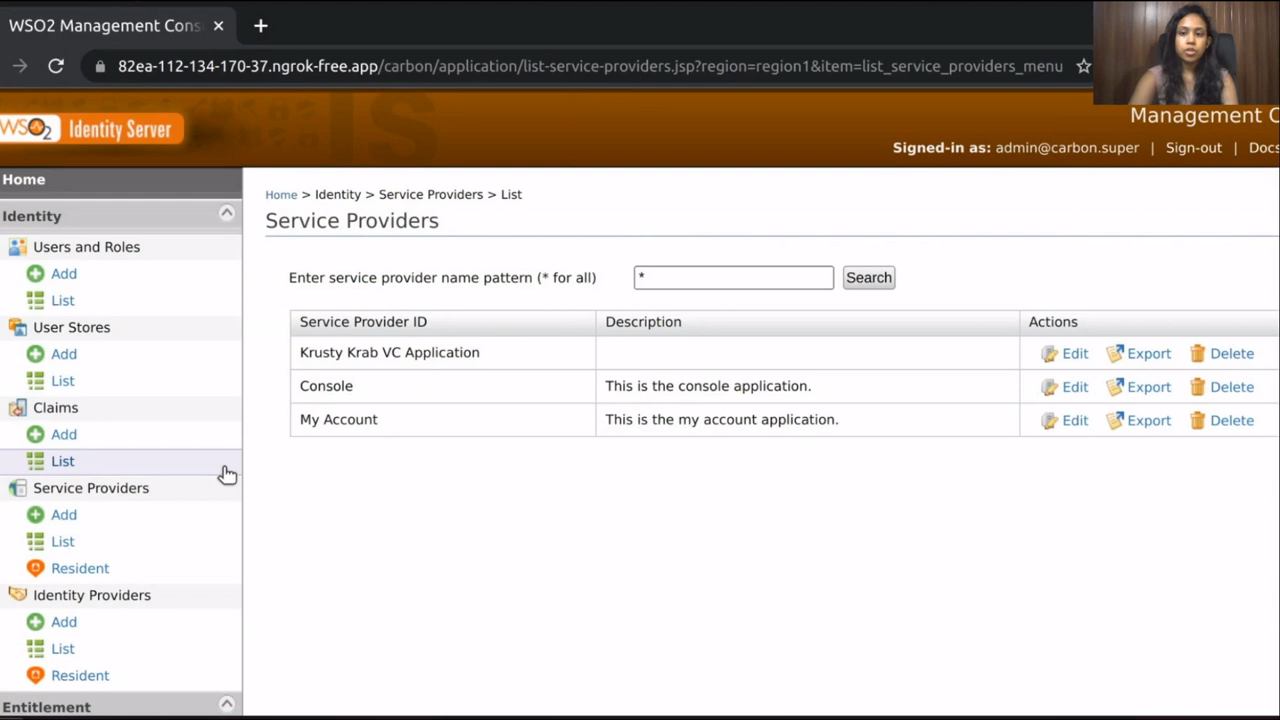 WSO2 Management Cons
82ea-112-134-170-37.ngrok-free.app/carbon/application/list-service-providers.jsp?region=region1&item=list_service_providers_menu
WSO2 Identity Server
Management C
Signed-in as: admin@carbon.super | Sign-out | Docs
Home
Identity
Users and Roles
Add
List
User Stores
Add
List
Claims
Add
List
Service Providers
Add
List
Resident
Identity Providers
Add
List
Resident
Entitlement
Home > Identity > Service Providers > List
Service Providers
Enter service provider name pattern (* for all) * Search
Service Provider ID Description Actions
Krusty Krab VC Application Edit Export Delete
Console This is the console application. Edit Export Delete
My Account This is the my account application. Edit Export Delete